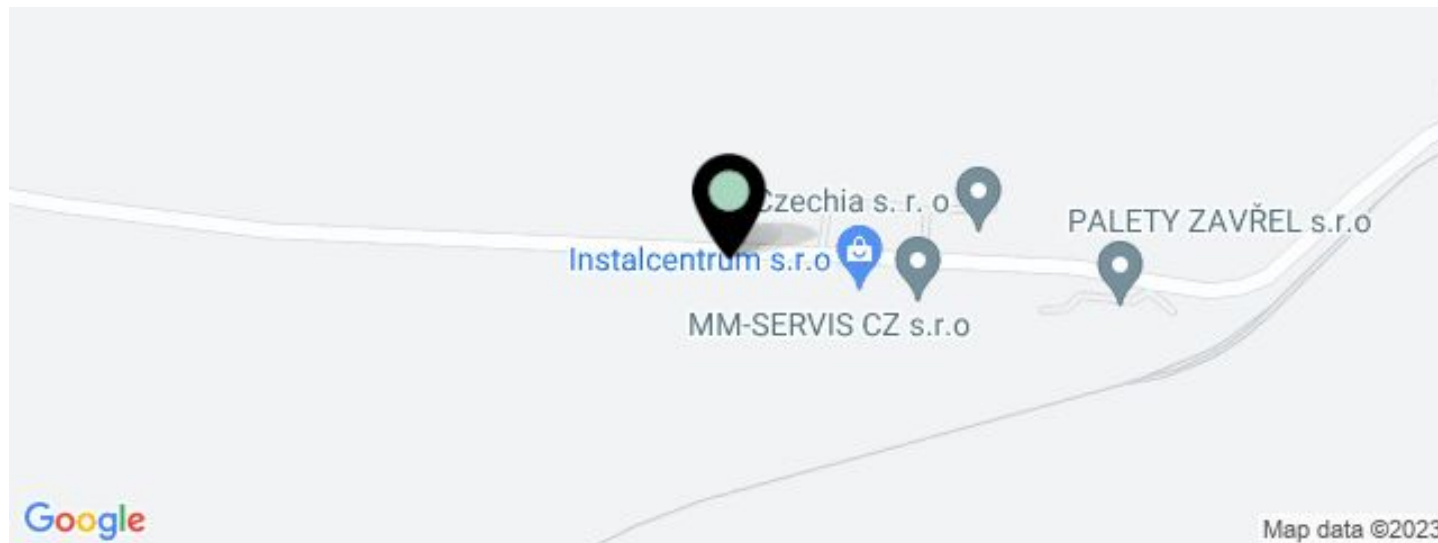 Czechia s. r. o
PALETY ZAVŘEL s.r.o
Instalcentrum s.r.o
MM-SERVIS CZ s.r.o
Google
Map data ©2023